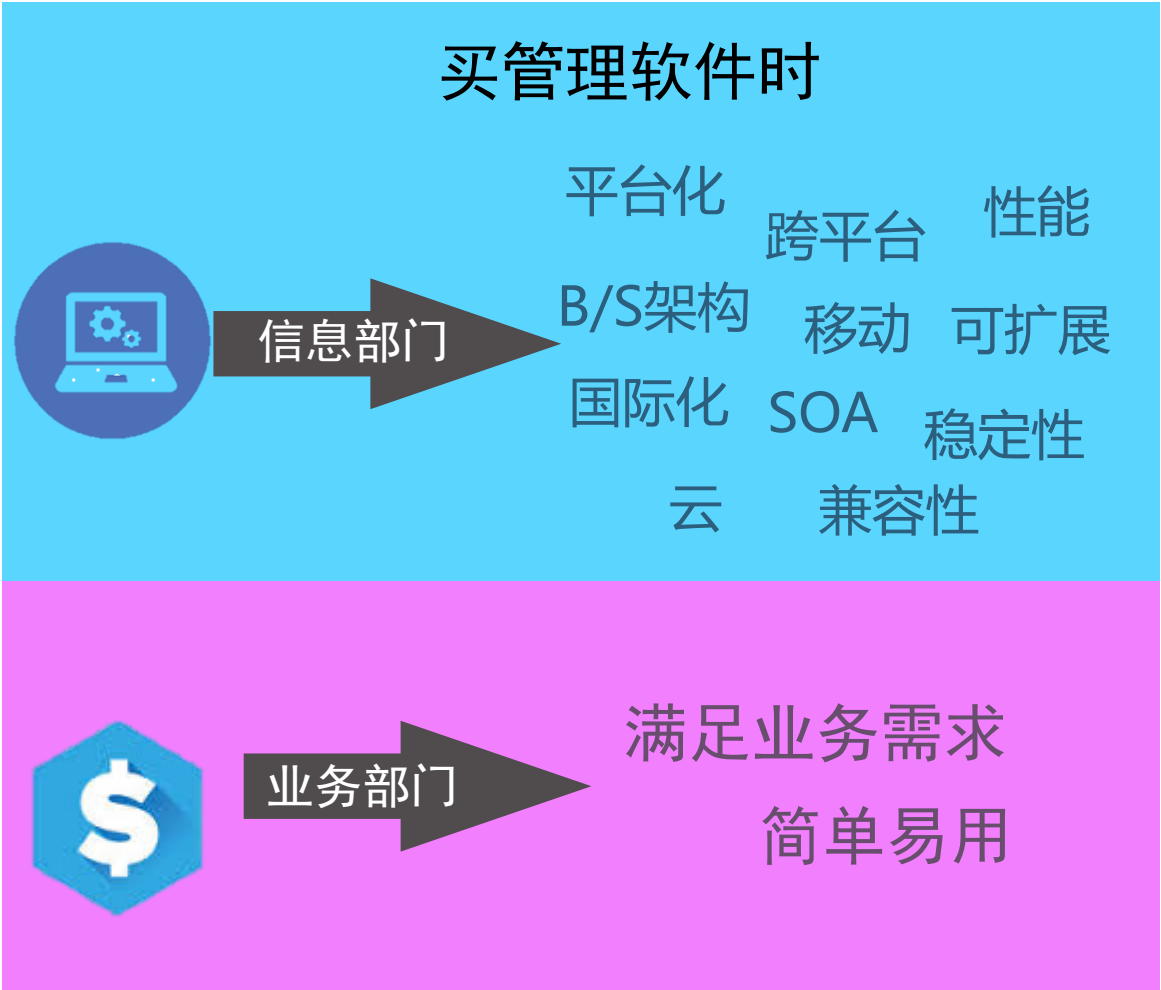 买管理软件时
平台化
跨平台
性能
B/S架构
移动
可扩展
信息部门
国际化
SOA
稳定性
云
兼容性
业务部门
满足业务需求
简单易用